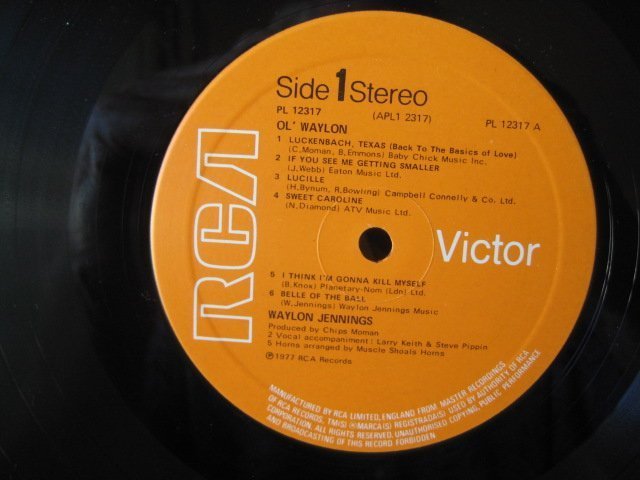 Side 1 Stereo
PL 12317
(APL1 2317)
PL 12317 A
OL' WAYLON
1 LUCKENBACH, TEXAS (Back To The Basics of Love)
(C.Moman, B,Emmons) Baby Chick Music Inc.
2 IF YOU SEE ME GETTING SMALLER
(J.Webb) Eaton Music Ltd.
3 LUCILLE
(H,Bynum, R,Bowling) Campbell Connelly & Co, Ltd.
4 SWEET CAROLINE
(N.Diamond) ATV Music Ltd.
RCA
Victor
5 I THINK I'M GONNA KILL MYSELF
(B.Knox) Planetary-Nom (Ldn) Ltd.
6 BELLE OF THE BALL
(W.Jennings) Waylon Jennings Music
WAYLON JENNINGS
Produced by Chips Moman
2 Vocal accompaniment: Larry Keith & Steve Pippin
5 Horns arranged by Muscle Shoals Horns
℗1977 RCA Records
MANUFACTURED BY RCA LIMITED, ENGLAND FROM MASTER RECORDINGS
OF RCA RECORDS, TM(S) ® MARCA(S) REGISTRADA(S) USED BY AUTHORITY OF RCA
CORPORATION. ALL RIGHTS RESERVED. UNAUTHORISED COPYING, PUBLIC PERFORMANCE
AND BROADCASTING OF THIS RECORD FORBIDDEN